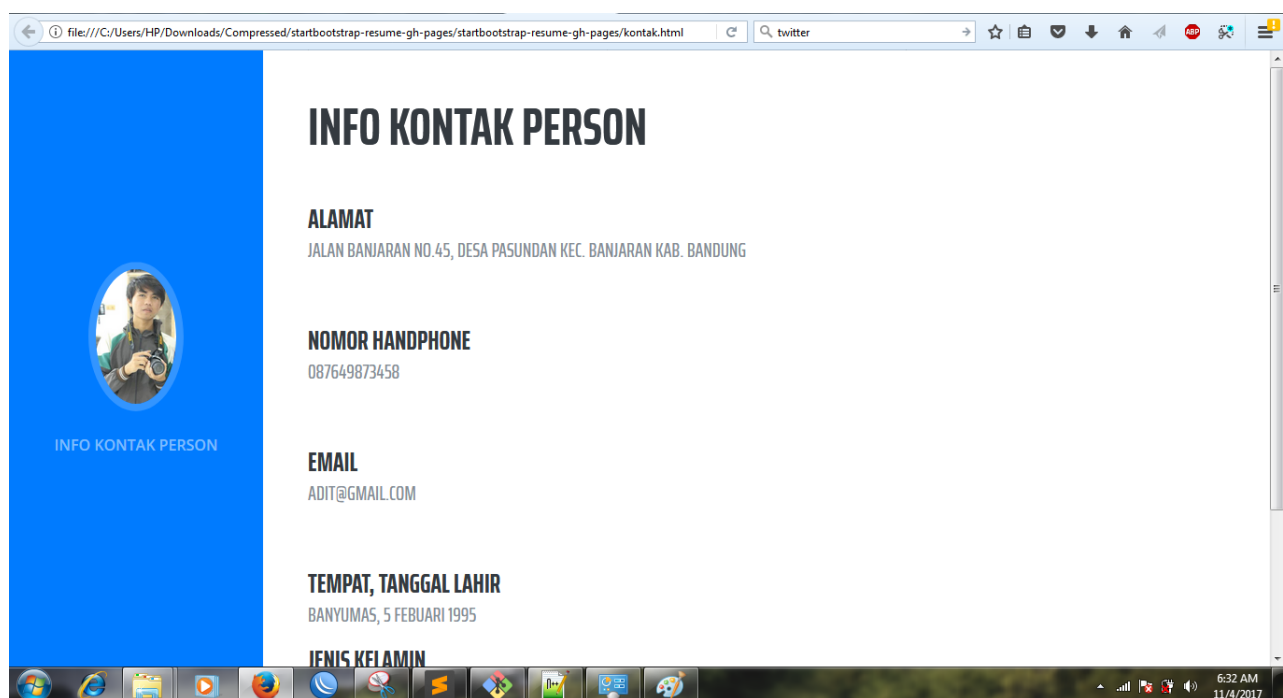 file:///C:/Users/HP/Downloads/Compressed/startbootstrap-resume-gh-pages/startbootstrap-resume-gh-pages/kontak.html
twitter
ABP
INFO KONTAK PERSON
ALAMAT
JALAN BANJARAN NO.45, DESA PASUNDAN KEC. BANJARAN KAB. BANDUNG
NOMOR HANDPHONE
087649873458
INFO KONTAK PERSON
EMAIL
ADIT@GMAIL.COM
TEMPAT, TANGGAL LAHIR
BANYUMAS, 5 FEBUARI 1995
JENIS KELAMIN
6:32 AM
11/4/2017